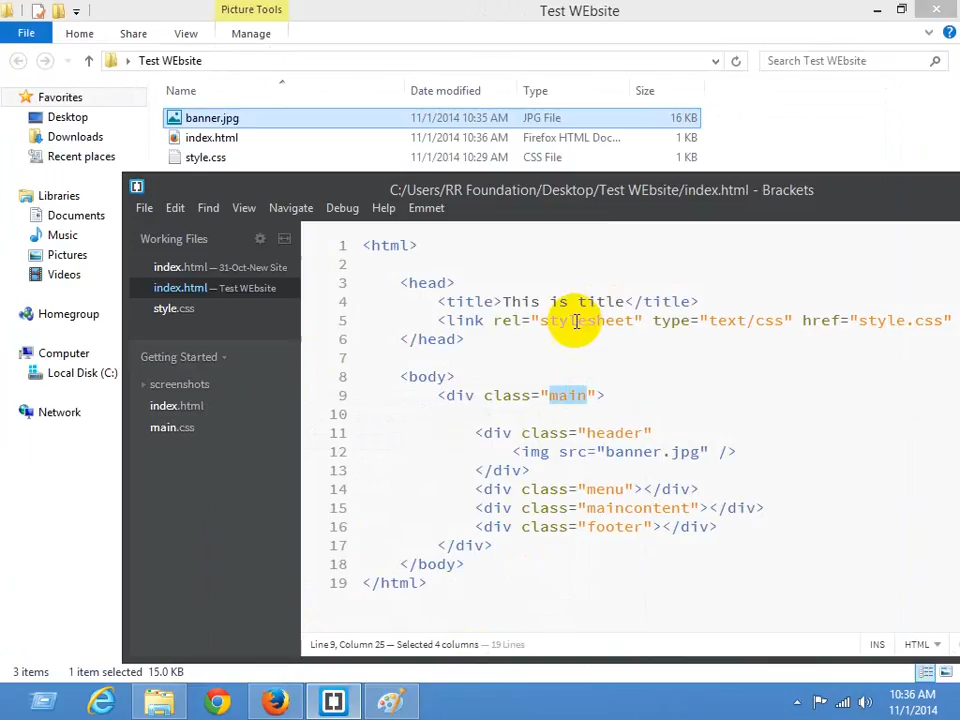 Picture Tools
Test WEbsite
File Home Share View Manage
Test WEbsite
Search Test WEbsite
Favorites
Desktop
Downloads
Recent places
Libraries
Documents
Music
Pictures
Videos
Computer
Local Disk (C:)
Network
Name Date modified Type Size
banner.jpg 11/1/2014 10:35 AM JPG File 16 KB
index.html 11/1/2014 10:36 AM Firefox HTML Doc... 1 KB
style.css 11/1/2014 10:29 AM CSS File 1 KB
C:/Users/RR Foundation/Desktop/Test WEbsite/index.html - Brackets
File Edit Find View Navigate Debug Help Emmet
Working Files
index.html — 31-Oct-New Site
index.html — Test WEbsite
style.css
Getting Started
screenshots
index.html
main.css
1 <html>
2
3 <head>
4 <title>This is title</title>
5 <link rel="stylesheet" type="text/css" href="style.css"
6 </head>
7
8 <body>
9 <div class="main">
10
11 <div class="header"
12 <img src="banner.jpg" />
13 </div>
14 <div class="menu"></div>
15 <div class="maincontent"></div>
16 <div class="footer"></div>
17 </div>
18 </body>
19 </html>
Line 9, Column 25 — Selected 4 columns — 19 Lines
INS HTML
3 items 1 item selected 15.0 KB
10:36 AM
11/1/2014